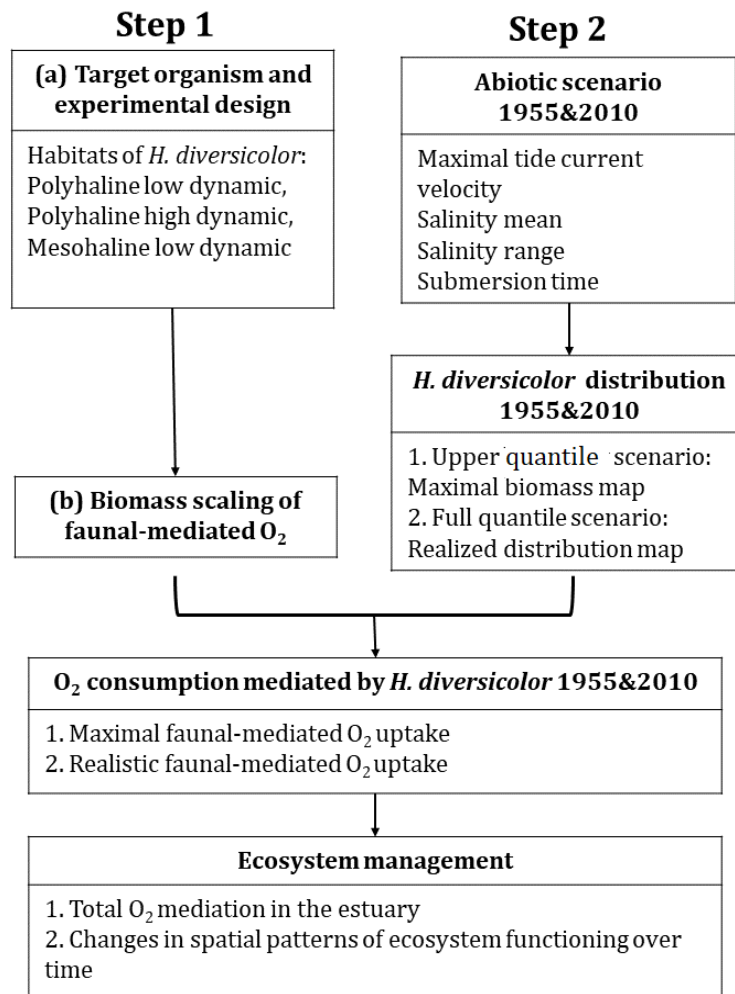 Step 1
(a) Target organism and
experimental design
Habitats of H. diversicolor:
Polyhaline low dynamic,
Polyhaline high dynamic,
Mesohaline low dynamic
(b) Biomass scaling of
faunal-mediated O₂
Step 2
Abiotic scenario
1955&2010
Maximal tide current
velocity
Salinity mean
Salinity range
Submersion time
H. diversicolor distribution
1955&2010
1. Upper quantile scenario:
Maximal biomass map
2. Full quantile scenario:
Realized distribution map
O₂ consumption mediated by H. diversicolor 1955&2010
1. Maximal faunal-mediated O₂ uptake
2. Realistic faunal-mediated O₂ uptake
Ecosystem management
1. Total O₂ mediation in the estuary
2. Changes in spatial patterns of ecosystem functioning over
time